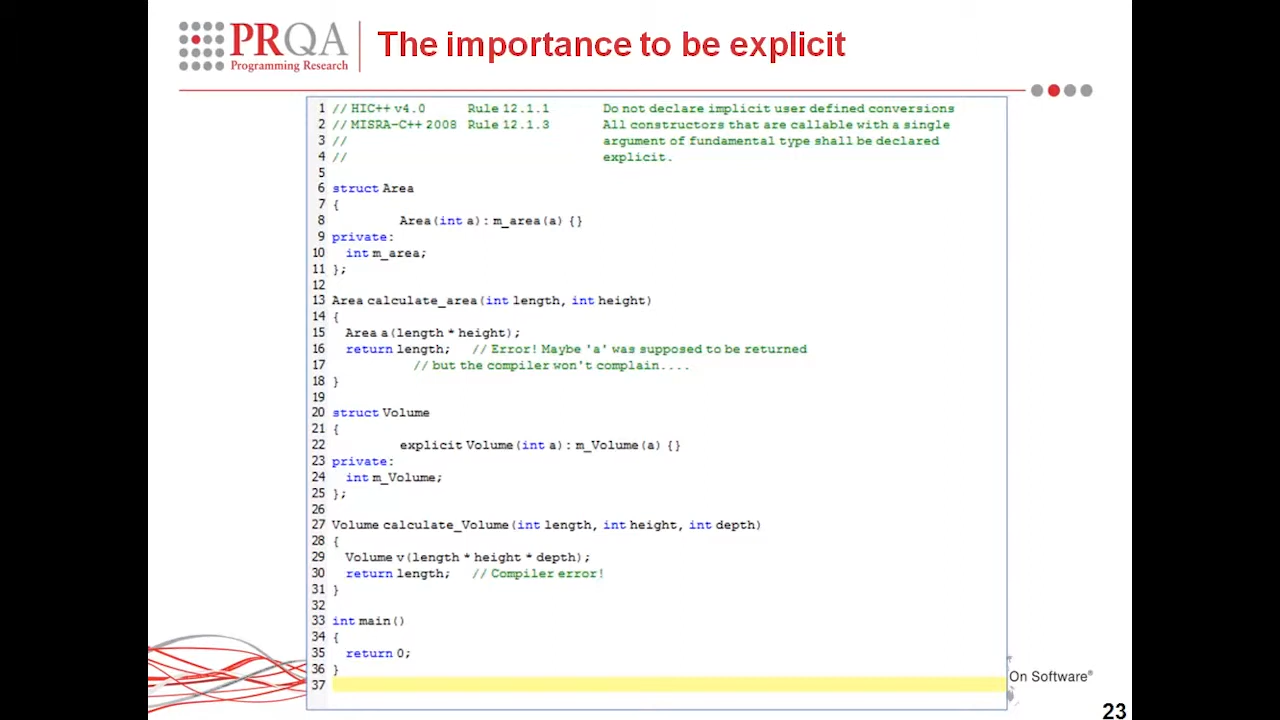 PRQA
Programming Research
The importance to be explicit
1 // HIC++ v4.0 Rule 12.1.1 Do not declare implicit user defined conversions
2 // MISRA-C++ 2008 Rule 12.1.3 All constructors that are callable with a single
3 // argument of fundamental type shall be declared
4 // explicit.
5
6 struct Area
7 {
8 Area(int a): m_area(a) {}
9 private:
10 int m_area;
11 };
12
13 Area calculate_area(int length, int height)
14 {
15 Area a(length * height);
16 return length; // Error! Maybe 'a' was supposed to be returned
17 // but the compiler won't complain....
18 }
19
20 struct Volume
21 {
22 explicit Volume(int a): m_Volume(a) {}
23 private:
24 int m_Volume;
25 };
26
27 Volume calculate_Volume(int length, int height, int depth)
28 {
29 Volume v(length * height * depth);
30 return length; // Compiler error!
31 }
32
33 int main()
34 {
35 return 0;
36 }
37
On Software®
23